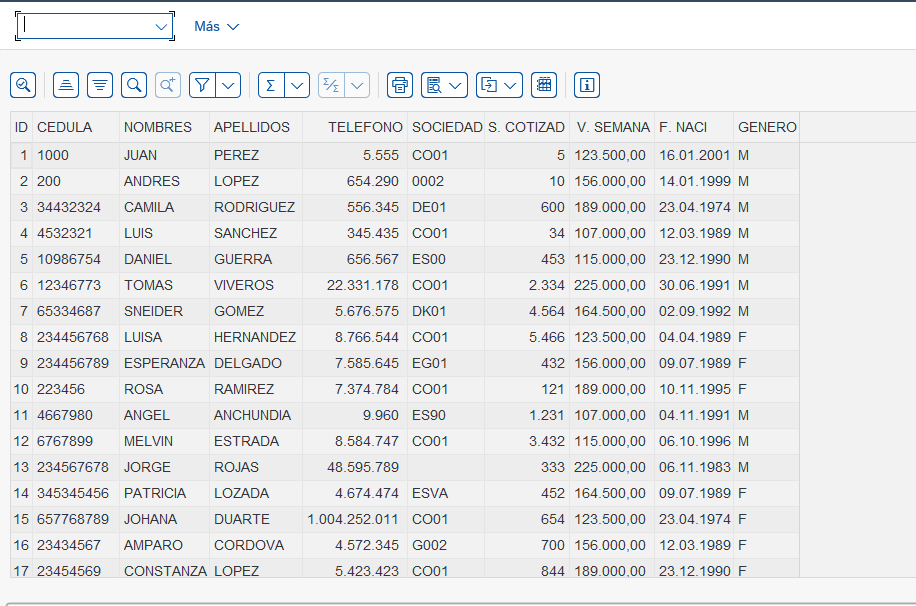 Más
ID CEDULA NOMBRES APELLIDOS TELEFONO SOCIEDAD S. COTIZAD V. SEMANA F. NACI GENERO
1 1000 JUAN PEREZ 5.555 CO01 5 123.500,00 16.01.2001 M
2 200 ANDRES LOPEZ 654.290 0002 10 156.000,00 14.01.1999 M
3 34432324 CAMILA RODRIGUEZ 556.345 DE01 600 189.000,00 23.04.1974 M
4 4532321 LUIS SANCHEZ 345.435 CO01 34 107.000,00 12.03.1989 M
5 10986754 DANIEL GUERRA 656.567 ES00 453 115.000,00 23.12.1990 M
6 12346773 TOMAS VIVEROS 22.331.178 CO01 2.334 225.000,00 30.06.1991 M
7 65334687 SNEIDER GOMEZ 5.676.575 DK01 4.564 164.500,00 02.09.1992 M
8 234456768 LUISA HERNANDEZ 8.766.544 CO01 5.466 123.500,00 04.04.1989 F
9 234456789 ESPERANZA DELGADO 7.585.645 EG01 432 156.000,00 09.07.1989 F
10 223456 ROSA RAMIREZ 7.374.784 CO01 121 189.000,00 10.11.1995 F
11 4667980 ANGEL ANCHUNDIA 9.960 ES90 1.231 107.000,00 04.11.1991 M
12 6767899 MELVIN ESTRADA 8.584.747 CO01 3.432 115.000,00 06.10.1996 M
13 234567678 JORGE ROJAS 48.595.789 333 225.000,00 06.11.1983 M
14 345345456 PATRICIA LOZADA 4.674.474 ESVA 452 164.500,00 09.07.1989 F
15 657768789 JOHANA DUARTE 1.004.252.011 CO01 654 123.500,00 23.04.1974 F
16 23434567 AMPARO CORDOVA 4.572.345 G002 700 156.000,00 12.03.1989 F
17 23454569 CONSTANZA LOPEZ 5.423.423 CO01 844 189.000,00 23.12.1990 F